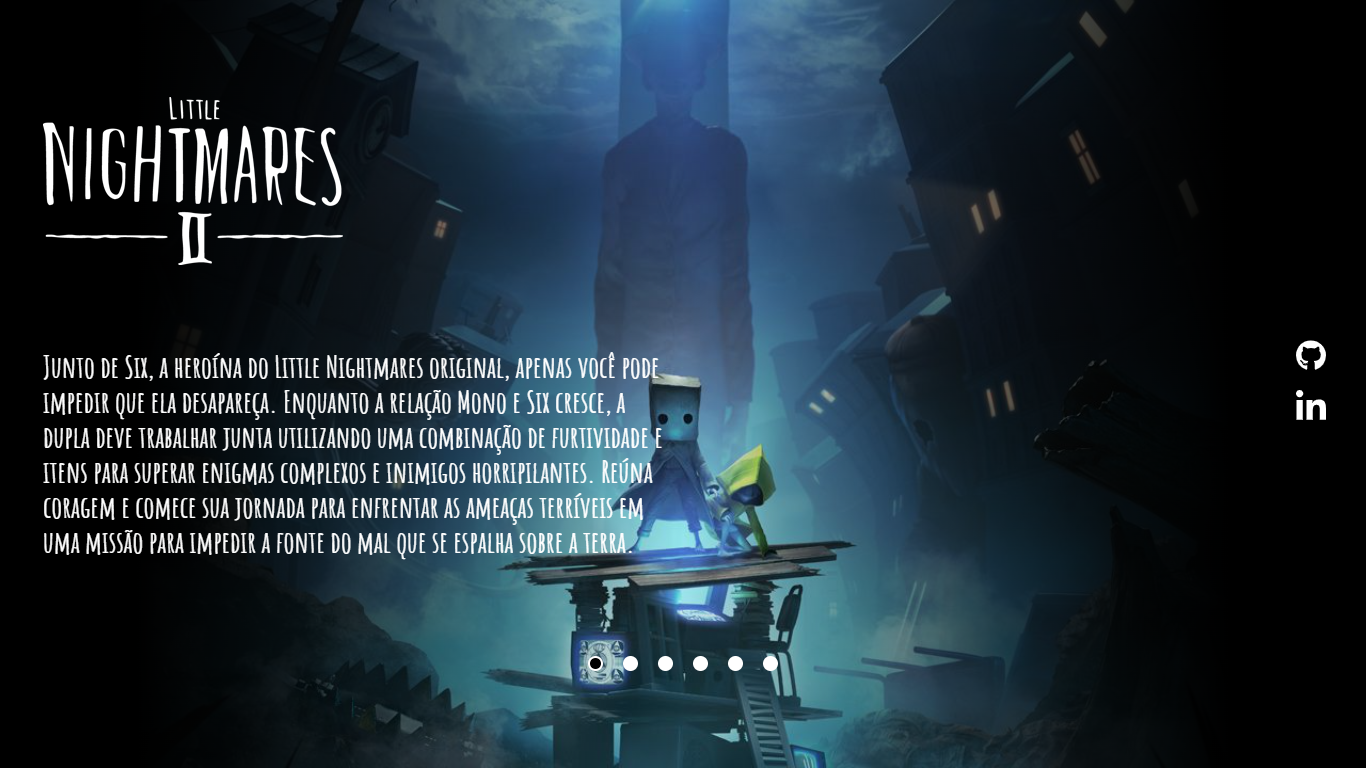 Little
Nightmares
II
Junto de Six, a heroína do Little Nightmares original, apenas você pode
impedir que ela desapareça. Enquanto a relação Mono e Six cresce, a
dupla deve trabalhar junta utilizando uma combinação de furtividade e
itens para superar enigmas complexos e inimigos horripilantes. Reúna
coragem e comece sua jornada para enfrentar as ameaças terríveis em
uma missão para impedir a fonte do mal que se espalha sobre a terra.
in